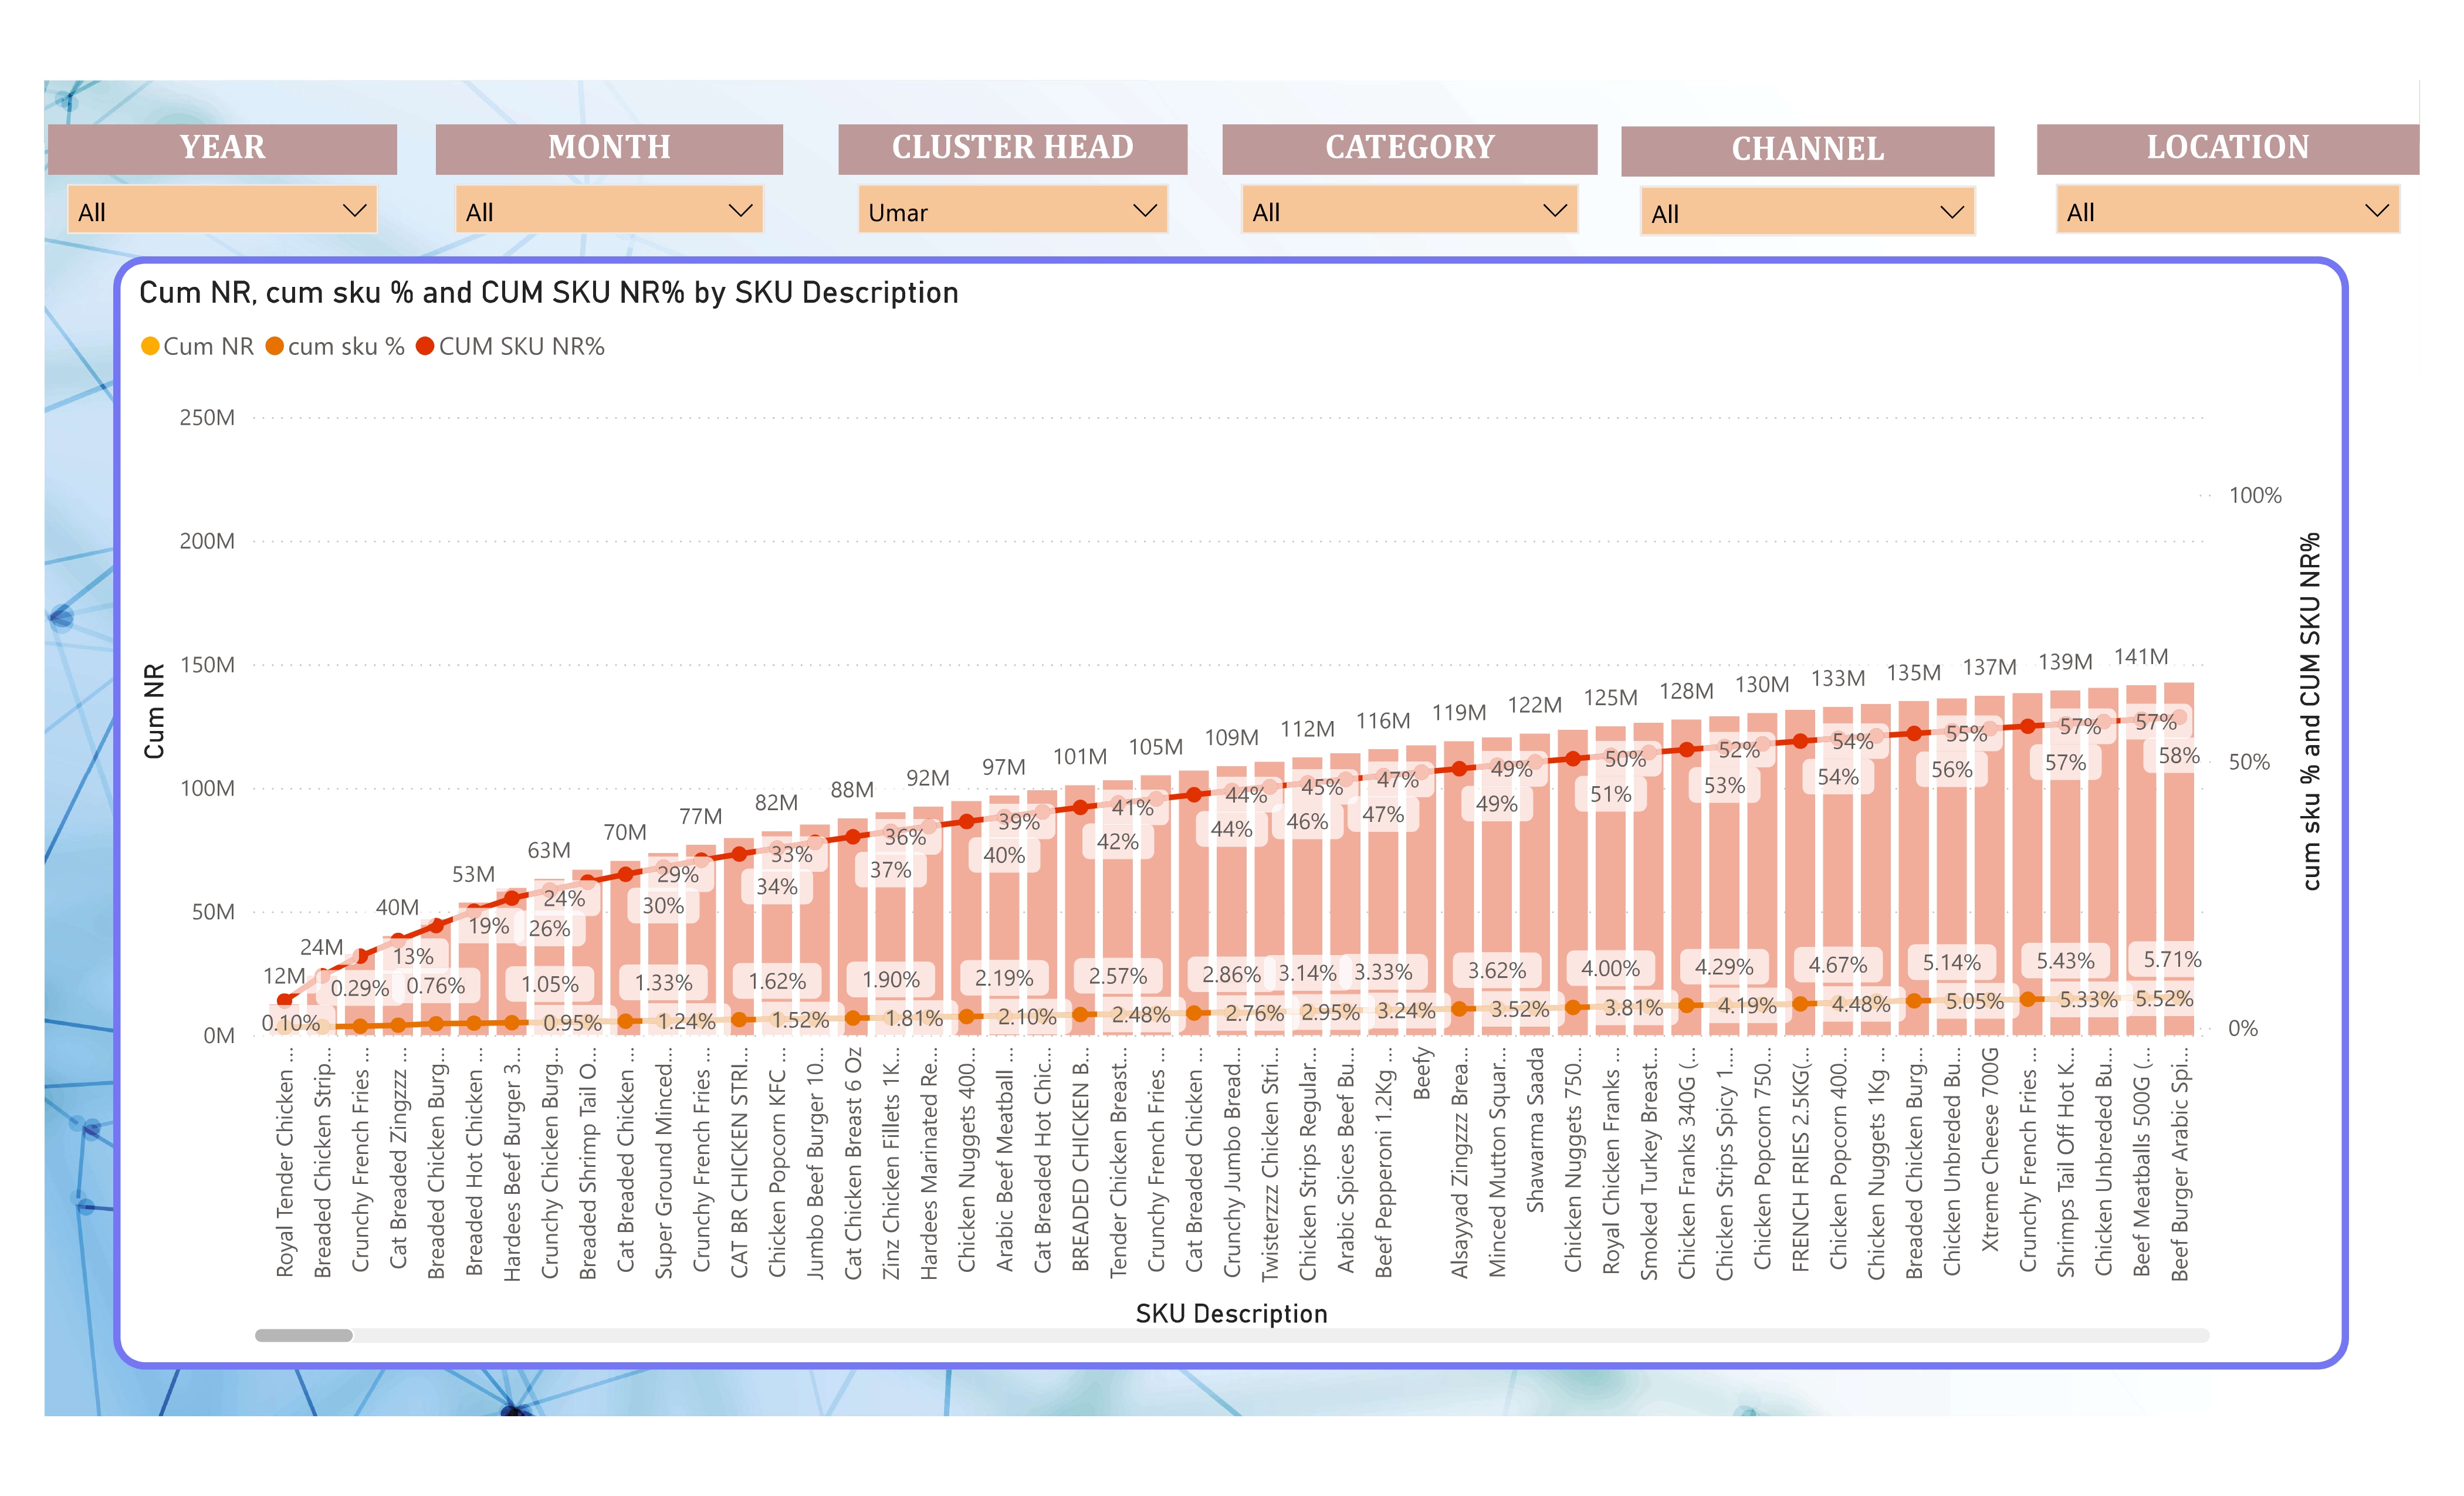 YEAR MONTH CLUSTER HEAD CATEGORY CHANNEL LOCATION
All All Umar All All All
Cum NR, cum sku % and CUM SKU NR% by SKU Description
Cum NR cum sku % CUM SKU NR%
250M
200M
150M
100M
50M
0M
Cum NR
100%
50%
0%
cum sku % and CUM SKU NR%
12M 24M 40M 53M 63M 70M 77M 82M 88M 92M 97M 101M 105M 109M 112M 116M 119M 122M 125M 128M 130M 133M 135M 137M 139M 141M
13% 19% 24% 29% 33% 36% 39% 41% 44% 45% 47% 49% 50% 52% 54% 55% 57% 57%
26% 30% 34% 37% 40% 42% 44% 46% 47% 49% 51% 53% 54% 56% 57% 58%
0.29% 0.76% 1.05% 1.33% 1.62% 1.90% 2.19% 2.57% 2.86% 3.14% 3.33% 3.62% 4.00% 4.29% 4.67% 5.14% 5.43% 5.71%
0.10% 0.95% 1.24% 1.52% 1.81% 2.10% 2.48% 2.76% 2.95% 3.24% 3.52% 3.81% 4.19% 4.48% 5.05% 5.33% 5.52%
Royal Tender Chicken ...
Breaded Chicken Strip...
Crunchy French Fries ...
Cat Breaded Zingzzz ...
Breaded Chicken Burg...
Breaded Hot Chicken ...
Hardees Beef Burger 3...
Crunchy Chicken Burg...
Breaded Shrimp Tail O...
Cat Breaded Chicken ...
Super Ground Minced...
Crunchy French Fries ...
CAT BR CHICKEN STRI...
Chicken Popcorn KFC ...
Jumbo Beef Burger 10...
Cat Chicken Breast 6 Oz
Zinz Chicken Fillets 1K...
Hardees Marinated Re...
Chicken Nuggets 400...
Arabic Beef Meatball ...
Cat Breaded Hot Chic...
BREADED CHICKEN B...
Tender Chicken Breast...
Crunchy French Fries ...
Cat Breaded Chicken ...
Crunchy Jumbo Bread...
Twisterzzz Chicken Stri...
Chicken Strips Regular...
Arabic Spices Beef Bu...
Beef Pepperoni 1.2Kg ...
Beefy
Alsayyad Zingzzz Brea...
Minced Mutton Squar...
Shawarma Saada
Chicken Nuggets 750...
Royal Chicken Franks ...
Smoked Turkey Breast...
Chicken Franks 340G (...
Chicken Strips Spicy 1...
Chicken Popcorn 750...
FRENCH FRIES 2.5KG(...
Chicken Popcorn 400...
Chicken Nuggets 1Kg ...
Breaded Chicken Burg...
Chicken Unbreded Bu...
Xtreme Cheese 700G
Crunchy French Fries ...
Shrimps Tail Off Hot K...
Chicken Unbreded Bu...
Beef Meatballs 500G (...
Beef Burger Arabic Spi...
SKU Description